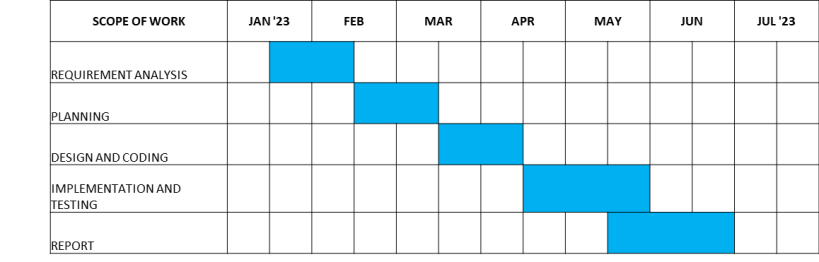 SCOPE OF WORK JAN '23 FEB MAR APR MAY JUN JUL '23
REQUIREMENT ANALYSIS
PLANNING
DESIGN AND CODING
IMPLEMENTATION AND
TESTING
REPORT